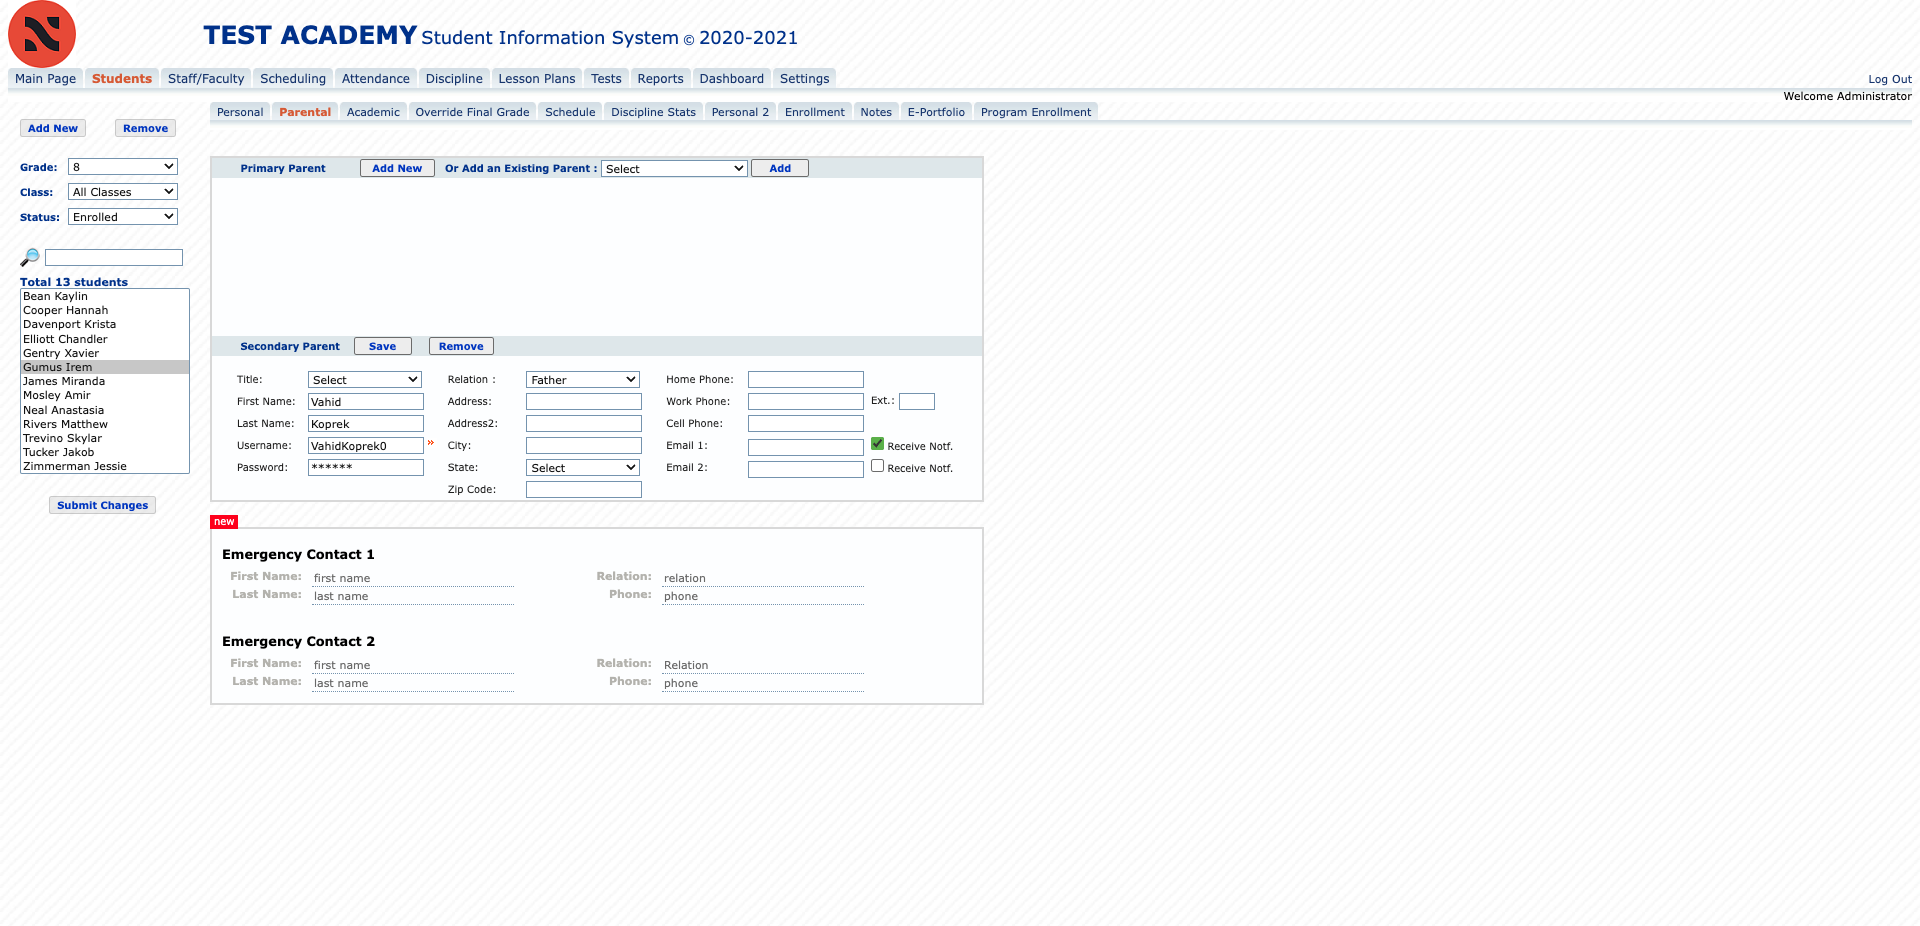 TEST ACADEMY Student Information System © 2020-2021
Main Page Students Staff/Faculty Scheduling Attendance Discipline Lesson Plans Tests Reports Dashboard Settings Log Out
Welcome Administrator
Personal Parental Academic Override Final Grade Schedule Discipline Stats Personal 2 Enrollment Notes E-Portfolio Program Enrollment
Add New Remove
Grade: 8
Class: All Classes
Status: Enrolled
Total 13 students
Bean Kaylin
Cooper Hannah
Davenport Krista
Elliott Chandler
Gentry Xavier
Gumus Irem
James Miranda
Mosley Amir
Neal Anastasia
Rivers Matthew
Trevino Skylar
Tucker Jakob
Zimmerman Jessie
Submit Changes
Primary Parent Add New Or Add an Existing Parent : Select Add
Secondary Parent Save Remove
Title: Select Relation : Father Home Phone:
First Name: Vahid Address: Work Phone: Ext.:
Last Name: Koprek Address2: Cell Phone:
Username: VahidKoprek0 » City: Email 1: Receive Notf.
Password: ****** State: Select Email 2: Receive Notf.
Zip Code:
new
Emergency Contact 1
First Name: first name Relation: relation
Last Name: last name Phone: phone
Emergency Contact 2
First Name: first name Relation: Relation
Last Name: last name Phone: phone